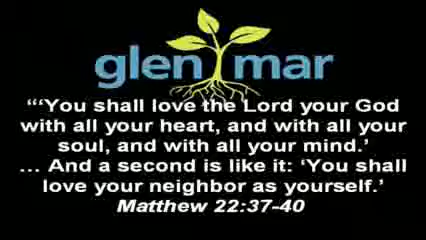 glen mar
“‘You shall love the Lord your God
with all your heart, and with all your
soul, and with all your mind.’
... And a second is like it: ‘You shall
love your neighbor as yourself.’
Matthew 22:37-40